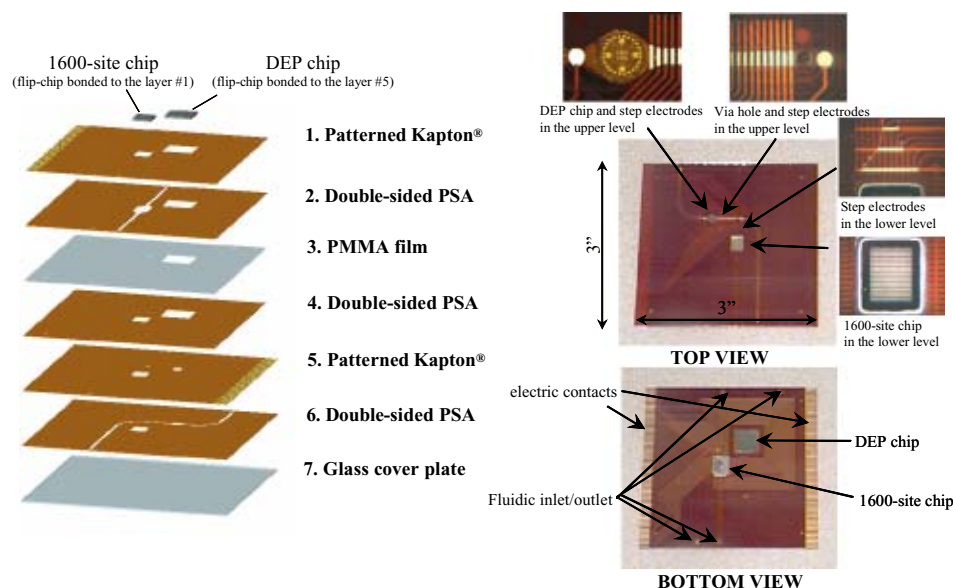 1600-site chip
(flip-chip bonded to the layer #1)
DEP chip
(flip-chip bonded to the layer #5)
1. Patterned Kapton®
2. Double-sided PSA
3. PMMA film
4. Double-sided PSA
5. Patterned Kapton®
6. Double-sided PSA
7. Glass cover plate
DEP chip and step electrodes
in the upper level
Via hole and step electrodes
in the upper level
Step electrodes
in the lower level
1600-site chip
in the lower level
3”
3”
TOP VIEW
electric contacts
DEP chip
1600-site chip
Fluidic inlet/outlet
BOTTOM VIEW